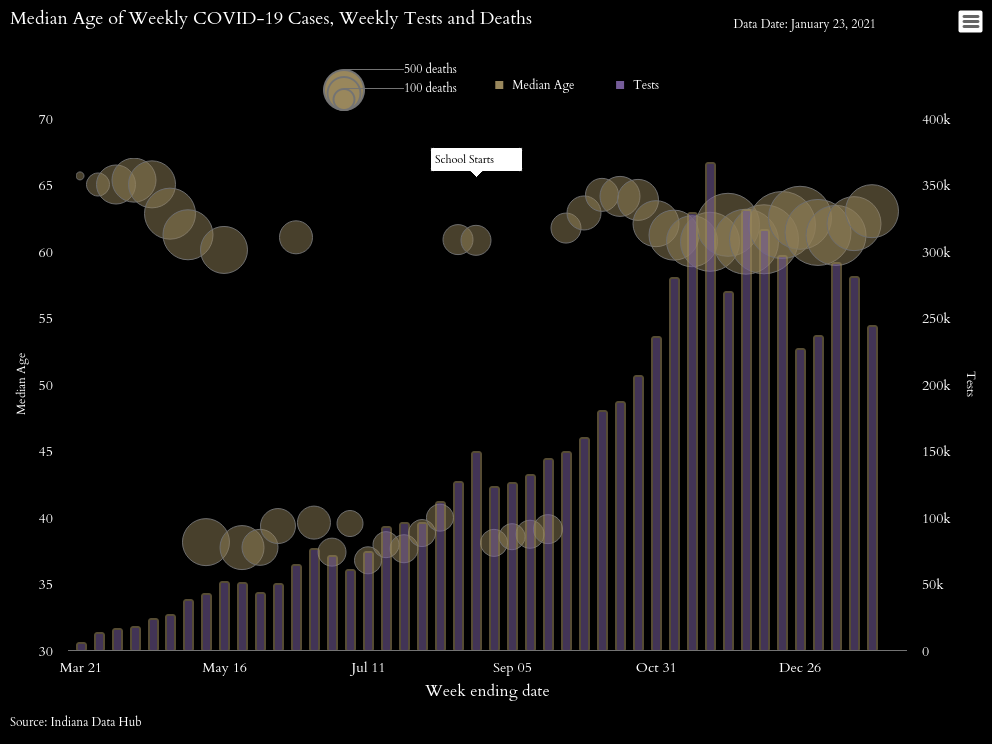 Median Age of Weekly COVID-19 Cases, Weekly Tests and Deaths
Data Date: January 23, 2021
500 deaths
100 deaths
Median Age
Tests
70
65
60
55
50
45
40
35
30
Median Age
School Starts
400k
350k
300k
250k
200k
150k
100k
50k
0
Tests
Mar 21
May 16
Jul 11
Sep 05
Oct 31
Dec 26
Week ending date
Source: Indiana Data Hub